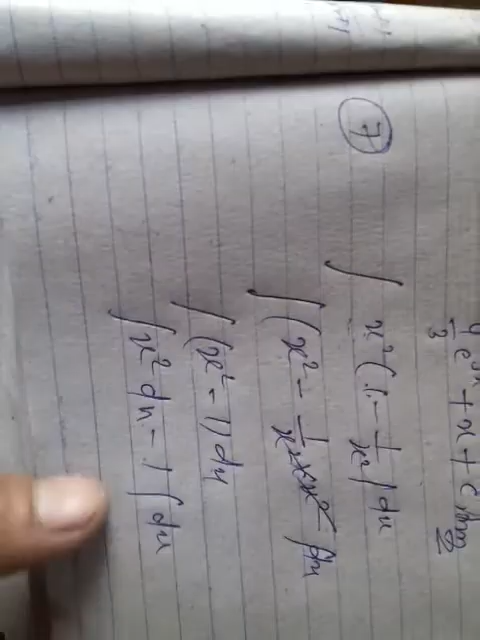 4/3 e³ˣ + x + c Ans
⑦ ∫ x² (1 - 1/x²) dx
∫ (x² - 1/x² × x²) dx
∫ (x² - 1) dx
∫ x² dx - 1 ∫ dx